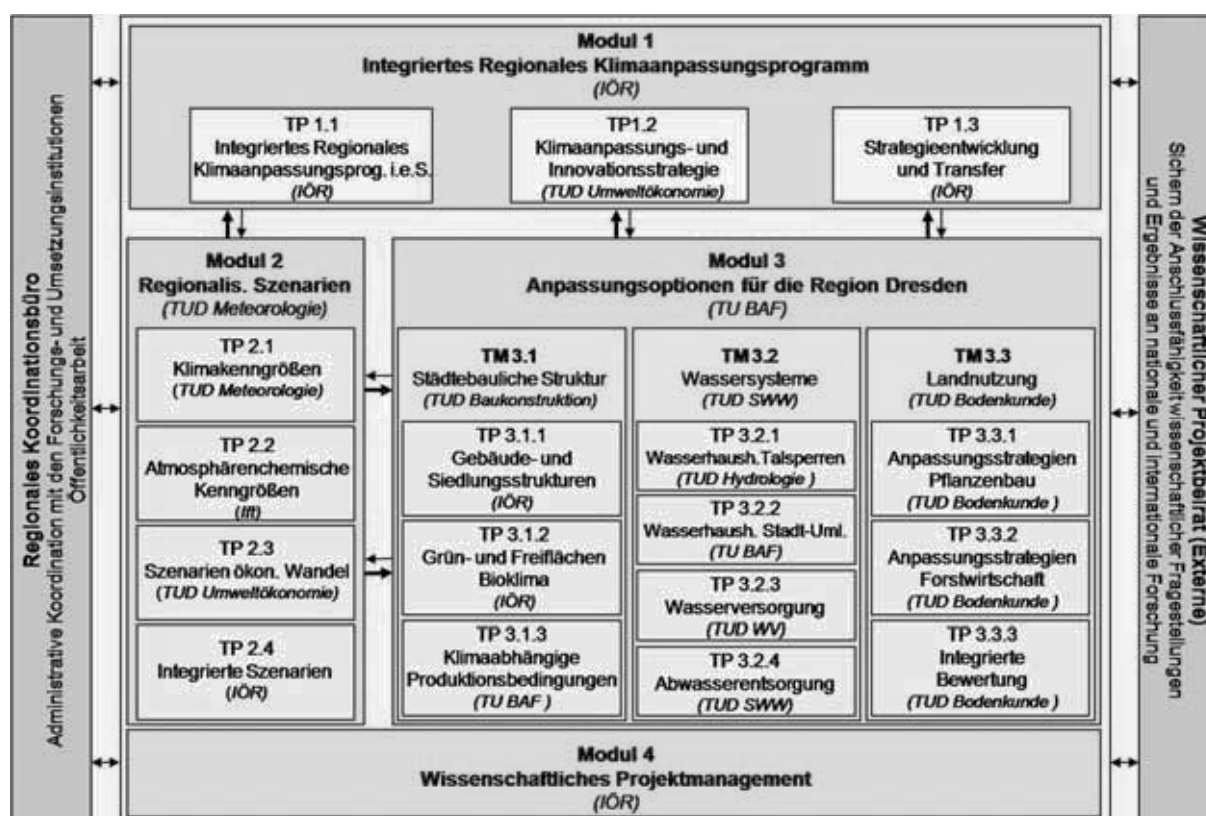 Regionales Koordinationsbüro
Administrative Koordination mit den Forschungs- und Umsetzungsinstitutionen
Öffentlichkeitsarbeit
Modul 1
Integriertes Regionales Klimaanpassungsprogramm
(IÖR)
TP 1.1
Integriertes Regionales
Klimaanpassungsprog. i.e.S.
(IÖR)
TP1.2
Klimaanpassungs- und
Innovationsstrategie
(TUD Umweltökonomie)
TP 1.3
Strategieentwicklung
und Transfer
(IÖR)
Modul 2
Regionalis. Szenarien
(TUD Meteorologie)
TP 2.1
Klimakenngrößen
(TUD Meteorologie)
TP 2.2
Atmosphärenchemische
Kenngrößen
(Ift)
TP 2.3
Szenarien ökon. Wandel
(TUD Umweltökonomie)
TP 2.4
Integrierte Szenarien
(IÖR)
Modul 3
Anpassungsoptionen für die Region Dresden
(TU BAF)
TM 3.1
Städtebauliche Struktur
(TUD Baukonstruktion)
TP 3.1.1
Gebäude- und
Siedlungsstrukturen
(IÖR)
TP 3.1.2
Grün- und Freiflächen
Bioklima
(IÖR)
TP 3.1.3
Klimaabhängige
Produktionsbedingungen
(TU BAF )
TM 3.2
Wassersysteme
(TUD SWW)
TP 3.2.1
Wasserhaush.Talsperren
(TUD Hydrologie )
TP 3.2.2
Wasserhaush. Stadt-Uml.
(TU BAF)
TP 3.2.3
Wasserversorgung
(TUD WV)
TP 3.2.4
Abwasserentsorgung
(TUD SWW)
TM 3.3
Landnutzung
(TUD Bodenkunde)
TP 3.3.1
Anpassungsstrategien
Pflanzenbau
(TUD Bodenkunde )
TP 3.3.2
Anpassungsstrategien
Forstwirtschaft
(TUD Bodenkunde )
TP 3.3.3
Integrierte
Bewertung
(TUD Bodenkunde )
Modul 4
Wissenschaftliches Projektmanagement
(IÖR)
Wissenschaftlicher Projektbeirat (Externe)
Sichern der Anschlussfähigkeit wissenschaftlicher Fragestellungen
und Ergebnisse an nationale und internationale Forschung